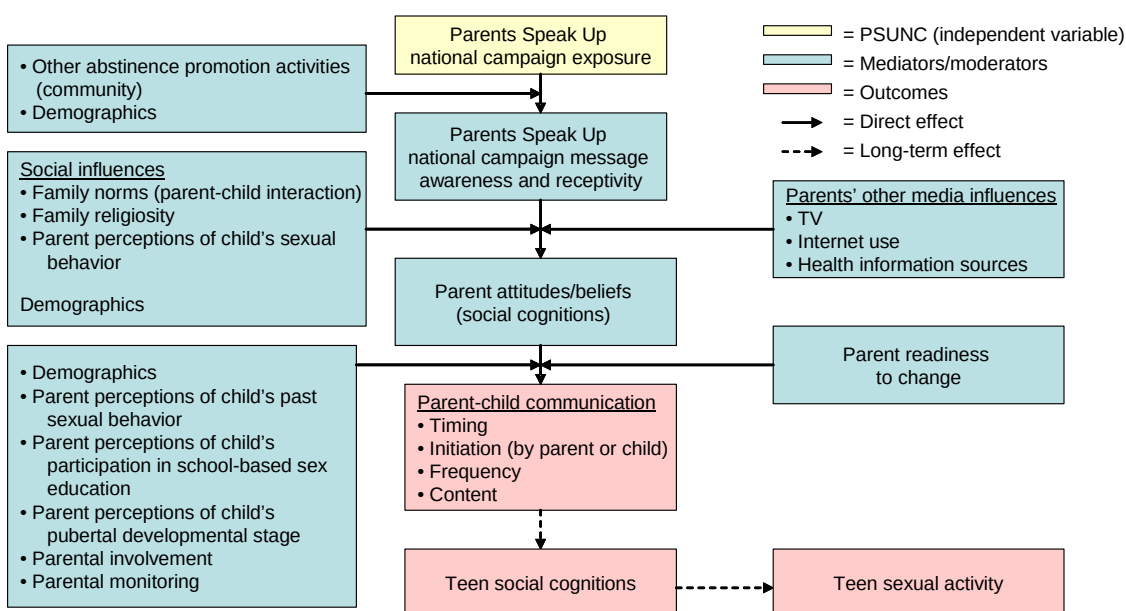 Parents Speak Up
national campaign exposure
= PSUNC (independent variable)
= Mediators/moderators
= Outcomes
= Direct effect
= Long-term effect
• Other abstinence promotion activities
(community)
• Demographics
Parents Speak Up
national campaign message
awareness and receptivity
Social influences
• Family norms (parent-child interaction)
• Family religiosity
• Parent perceptions of child's sexual
behavior
Demographics
Parents' other media influences
• TV
• Internet use
• Health information sources
Parent attitudes/beliefs
(social cognitions)
• Demographics
• Parent perceptions of child's past
sexual behavior
• Parent perceptions of child's
participation in school-based sex
education
• Parent perceptions of child's
pubertal developmental stage
• Parental involvement
• Parental monitoring
Parent readiness
to change
Parent-child communication
• Timing
• Initiation (by parent or child)
• Frequency
• Content
Teen social cognitions
Teen sexual activity